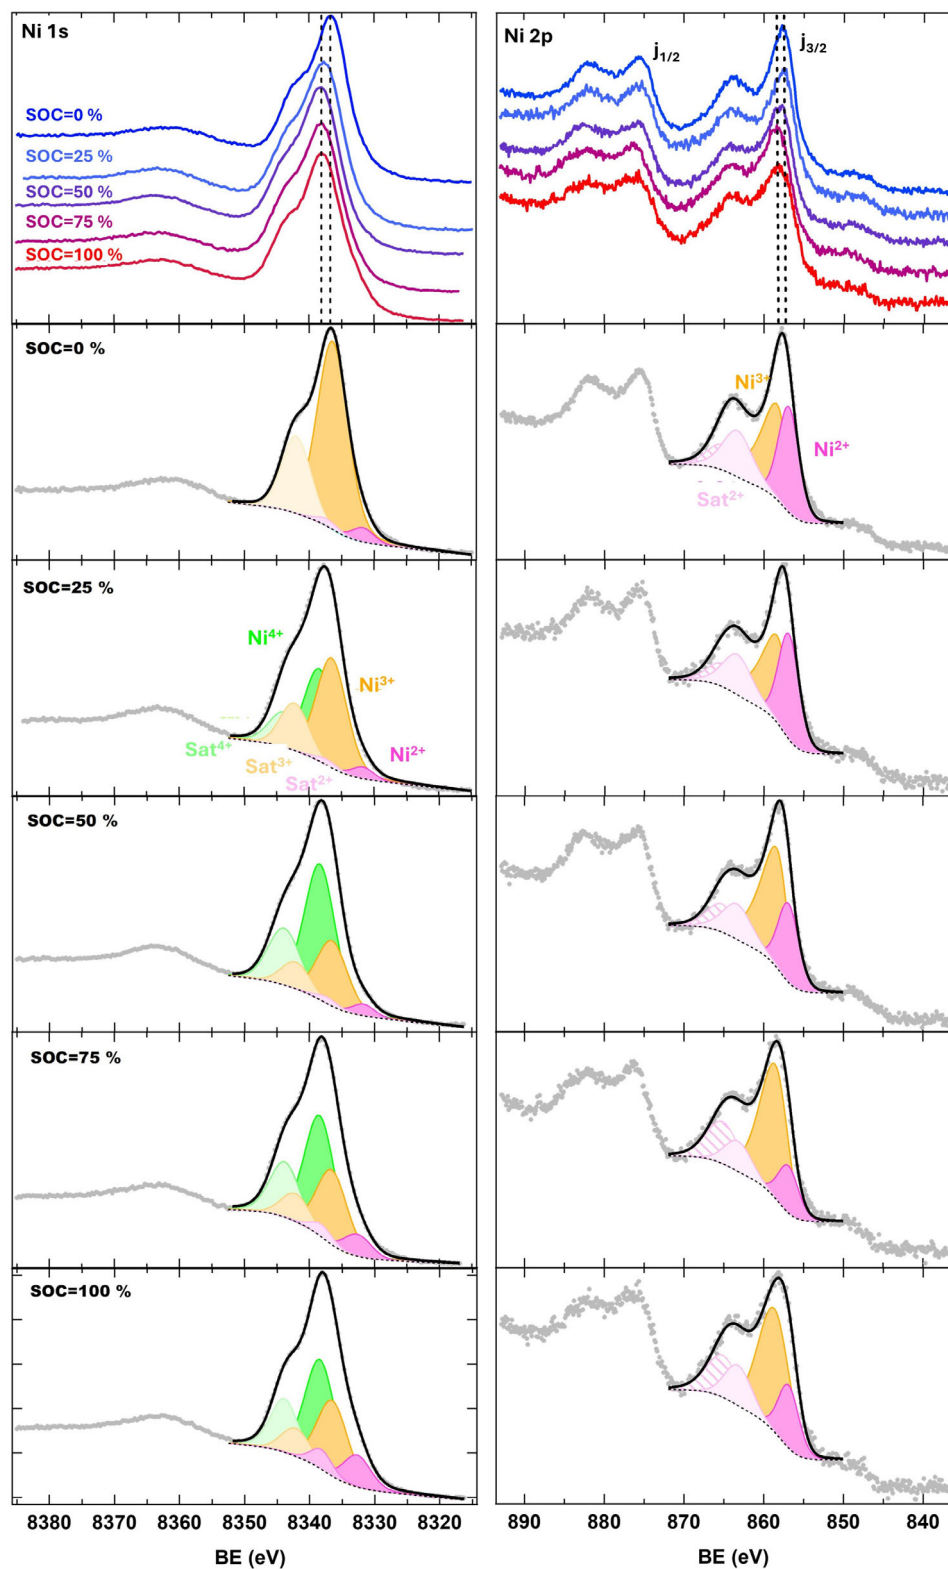 Ni 1s
SOC=0 %
SOC=25 %
SOC=50 %
SOC=75 %
SOC=100 %
Ni 2p
j1/2
j3/2
SOC=0 %
Ni3+
Ni2+
Sat2+
SOC=25 %
Ni4+
Ni3+
Sat4+
Sat3+
Sat2+
Ni2+
SOC=50 %
SOC=75 %
SOC=100 %
8380 8370 8360 8350 8340 8330 8320
BE (eV)
890 880 870 860 850 840
BE (eV)